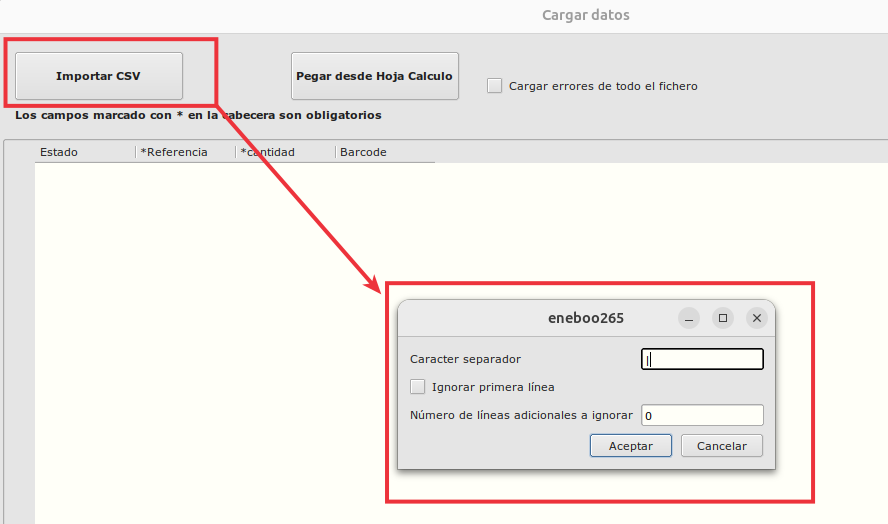 Cargar datos
Importar CSV
Pegar desde Hoja Calculo
Cargar errores de todo el fichero
Los campos marcado con * en la cabecera son obligatorios
Estado *Referencia *cantidad Barcode
eneboo265
Caracter separador |
Ignorar primera línea
Número de líneas adicionales a ignorar 0
Aceptar Cancelar